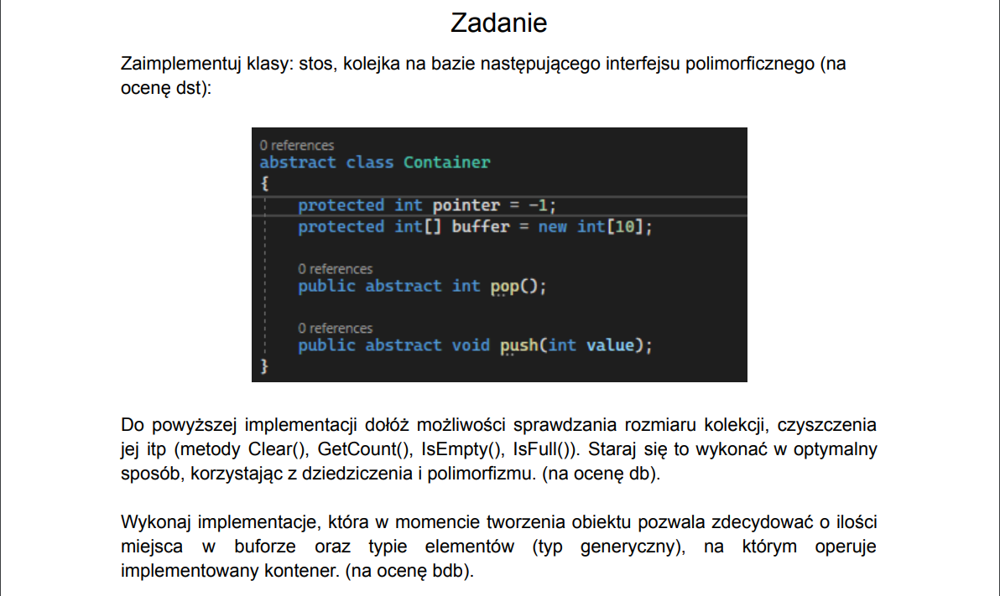 Zadanie
Zaimplementuj klasy: stos, kolejka na bazie następującego interfejsu polimorficznego (na
ocenę dst):
0 references
abstract class Container
{
protected int pointer = -1;
protected int[] buffer = new int[10];
0 references
public abstract int pop();
0 references
public abstract void push(int value);
}
Do powyższej implementacji dołóż możliwości sprawdzania rozmiaru kolekcji, czyszczenia
jej itp (metody Clear(), GetCount(), IsEmpty(), IsFull()). Staraj się to wykonać w optymalny
sposób, korzystając z dziedziczenia i polimorfizmu. (na ocenę db).
Wykonaj implementacje, która w momencie tworzenia obiektu pozwala zdecydować o ilości
miejsca w buforze oraz typie elementów (typ generyczny), na którym operuje
implementowany kontener. (na ocenę bdb).